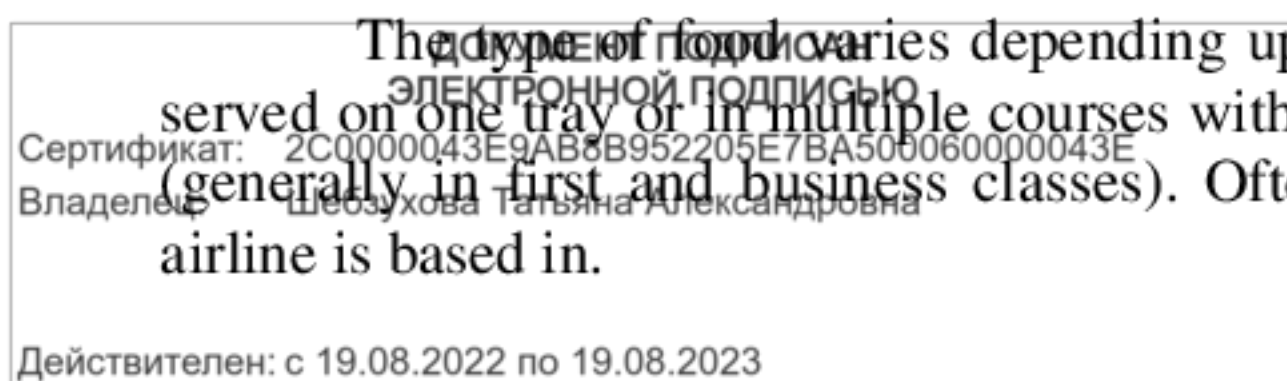 The type of food varies depending up
ДОКУМЕНТ ПОДПИСАН
ЭЛЕКТРОННОЙ ПОДПИСЬЮ
served on one tray or in multiple courses with
Сертификат: 2C0000043E9AB8B952205E7BA500060000043E
(generally in first and business classes). Ofte
Владелец: Шебзухова Татьяна Александровна
airline is based in.
Действителен: с 19.08.2022 по 19.08.2023